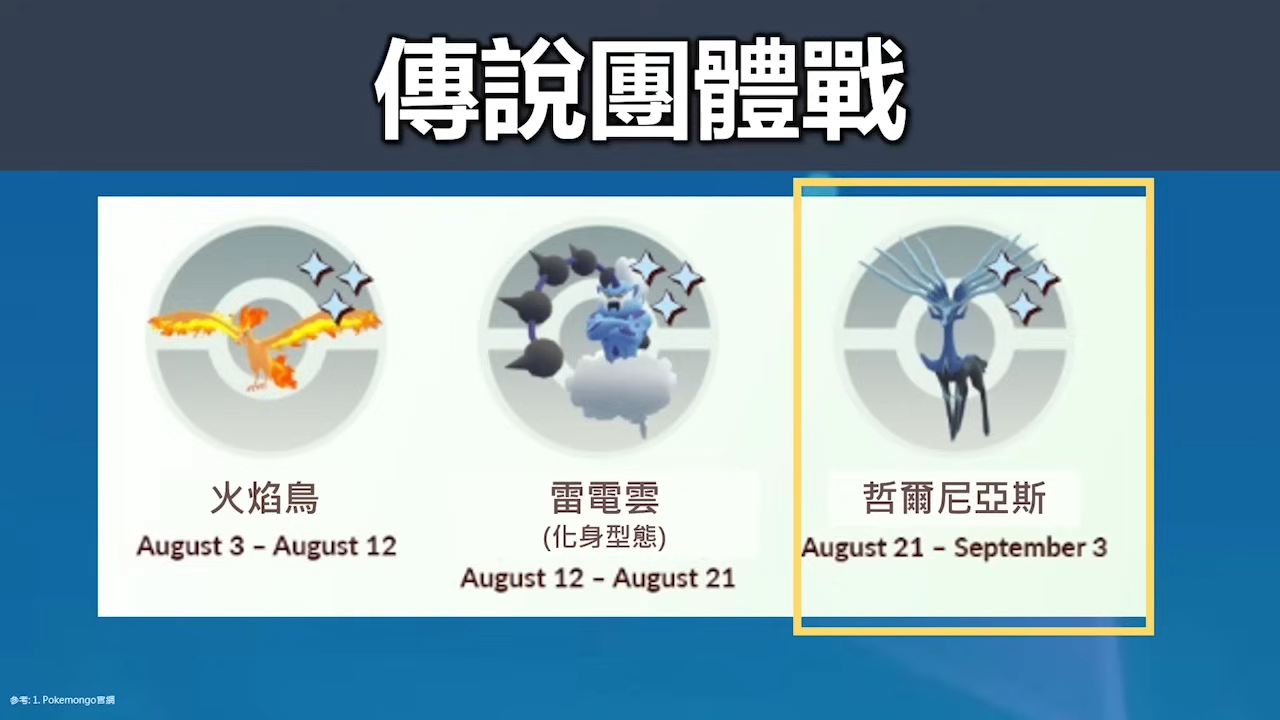 傳說團體戰
火焰鳥
August 3 – August 12
雷電雲
(化身型態)
August 12 – August 21
哲爾尼亞斯
August 21 – September 3
參考: 1. Pokemongo官網